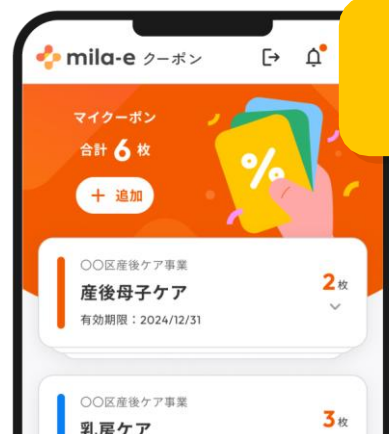 mila-e クーポン
マイクーポン
合計 6 枚
%
＋ 追加
〇〇区産後ケア事業
産後母子ケア
2枚
有効期限：2024/12/31
〇〇区産後ケア事業
乳房ケア
3枚